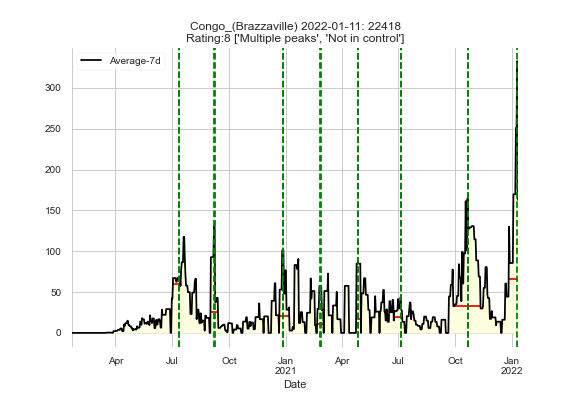 Congo_(Brazzaville) 2022-01-11: 22418
Rating:8 ['Multiple peaks', 'Not in control']
Average-7d
300
250
200
150
100
50
0
Apr Jul Oct Jan Apr Jul Oct Jan
2021 2022
Date